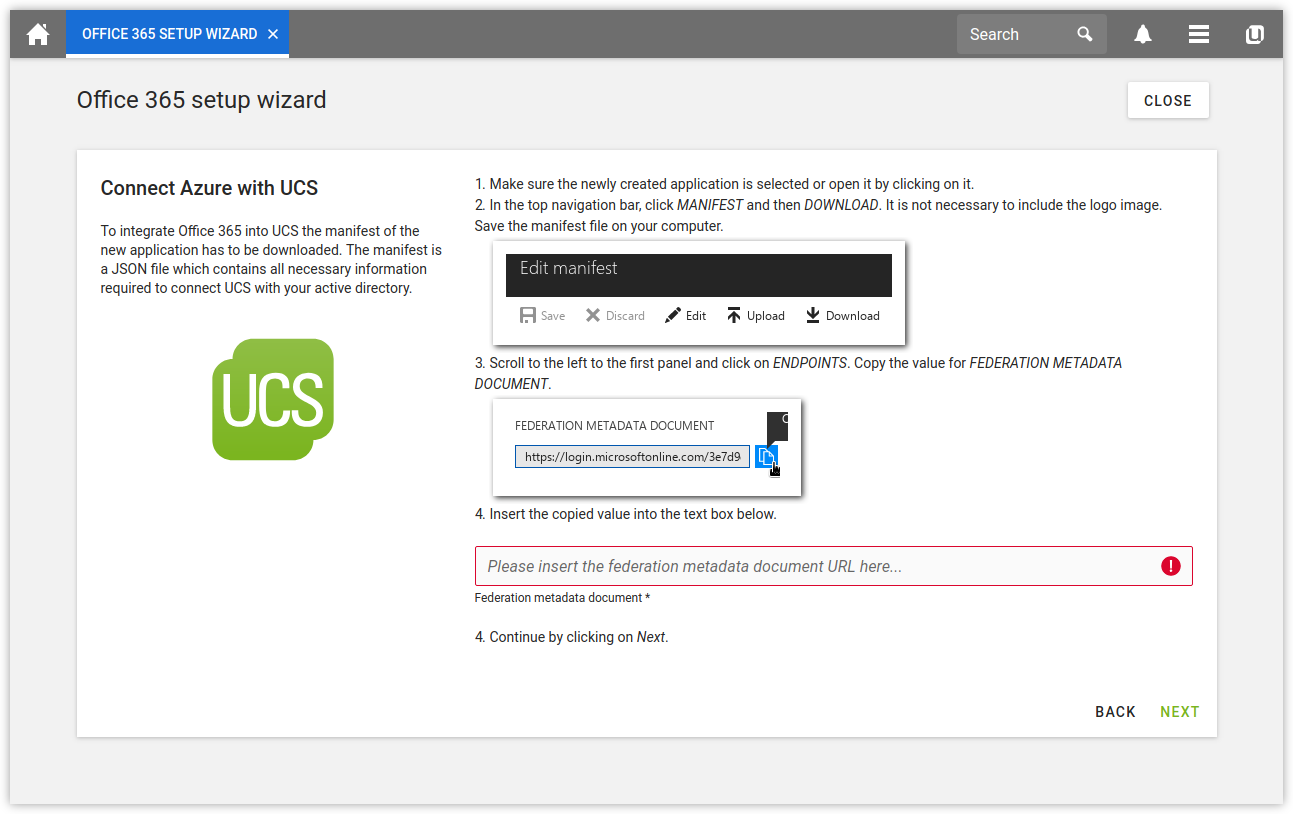 OFFICE 365 SETUP WIZARD
Search
Office 365 setup wizard
CLOSE
Connect Azure with UCS
To integrate Office 365 into UCS the manifest of the
new application has to be downloaded. The manifest is
a JSON file which contains all necessary information
required to connect UCS with your active directory.
UCS
1. Make sure the newly created application is selected or open it by clicking on it.
2. In the top navigation bar, click MANIFEST and then DOWNLOAD. It is not necessary to include the logo image.
Save the manifest file on your computer.
Edit manifest
Save Discard Edit Upload Download
3. Scroll to the left to the first panel and click on ENDPOINTS. Copy the value for FEDERATION METADATA
DOCUMENT.
FEDERATION METADATA DOCUMENT
https://login.microsoftonline.com/3e7d9
4. Insert the copied value into the text box below.
Please insert the federation metadata document URL here...
Federation metadata document *
4. Continue by clicking on Next.
BACK NEXT